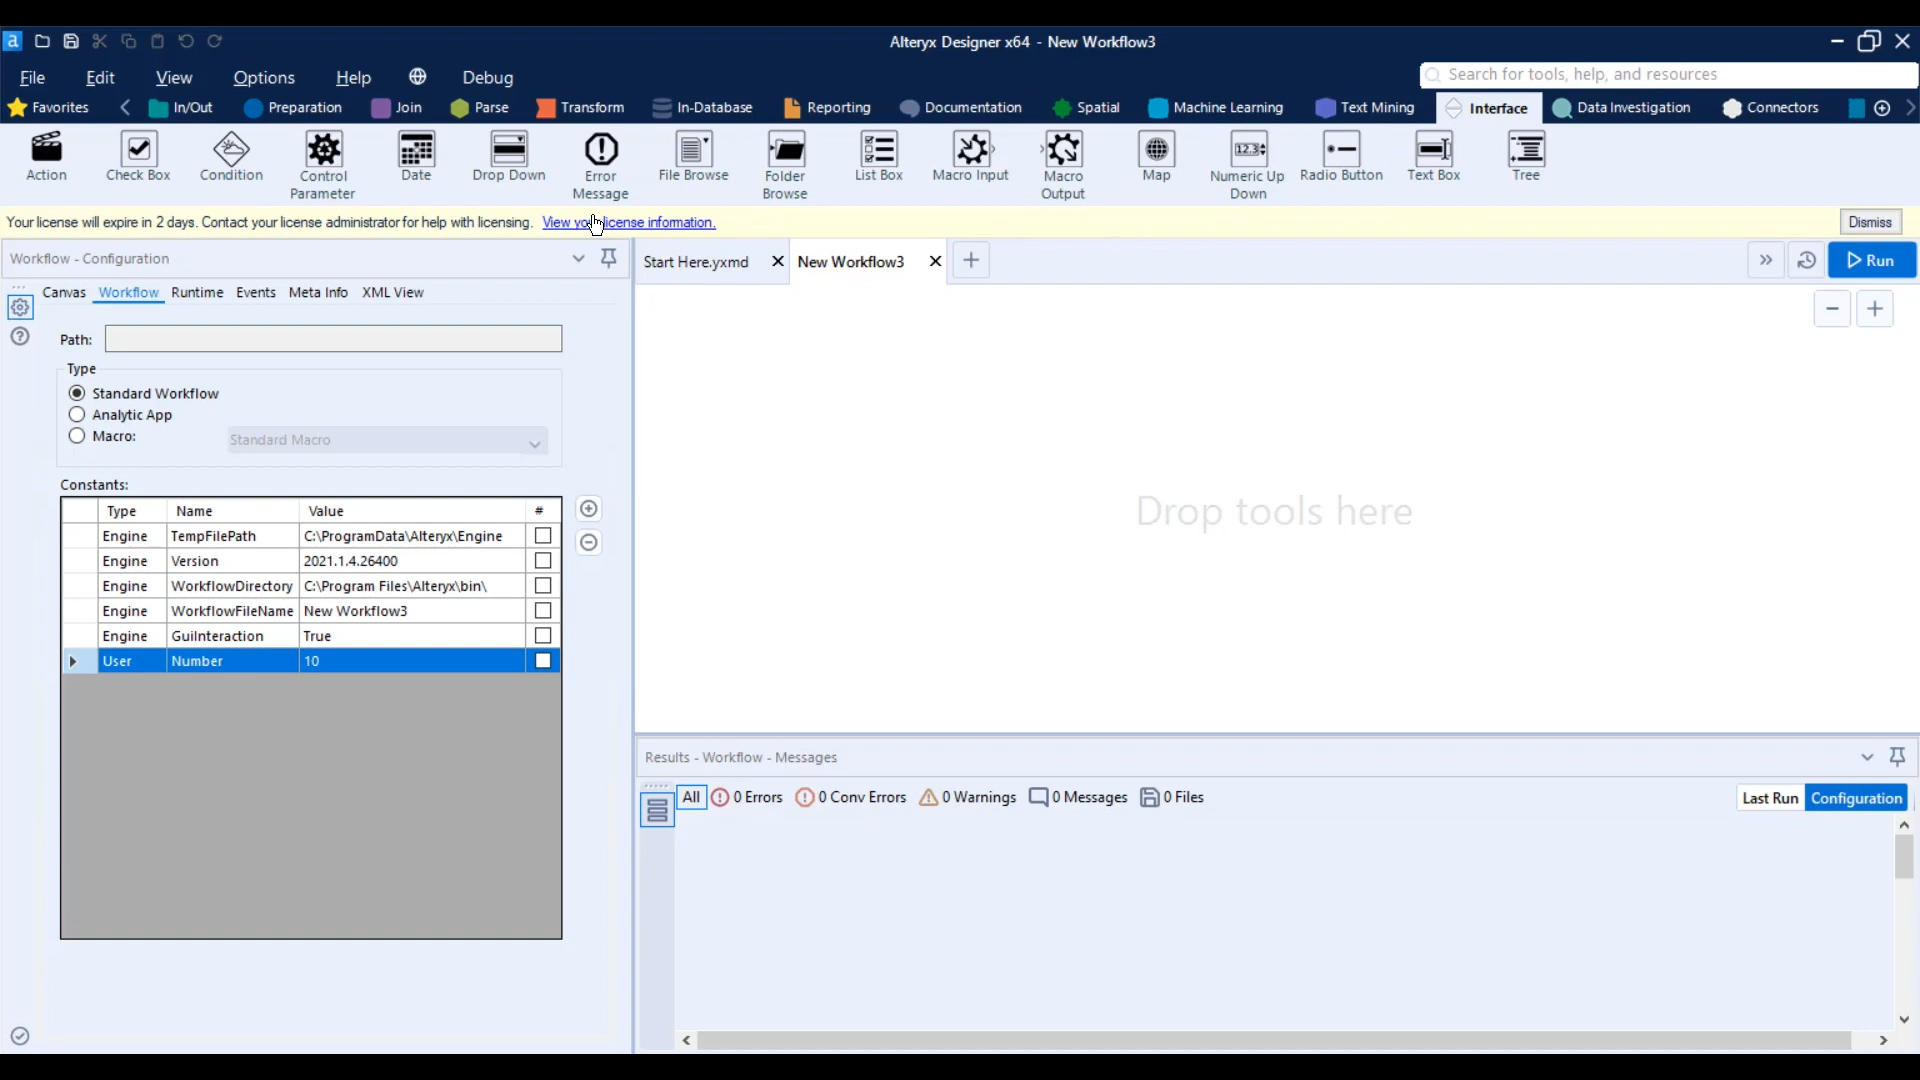 a Alteryx Designer x64 - New Workflow3
File Edit View Options Help Debug Search for tools, help, and resources
Favorites In/Out Preparation Join Parse Transform In-Database Reporting Documentation Spatial Machine Learning Text Mining Interface Data Investigation Connectors
Action Check Box Condition Control Parameter Date Drop Down Error Message File Browse Folder Browse List Box Macro Input Macro Output Map Numeric Up Down Radio Button Text Box Tree
Your license will expire in 2 days. Contact your license administrator for help with licensing. View your license information. Dismiss
Workflow - Configuration
Start Here.yxmd New Workflow3 Run
Canvas Workflow Runtime Events Meta Info XML View
Path:
Type
Standard Workflow
Analytic App
Macro: Standard Macro
Constants:
Type Name Value #
Engine TempFilePath C:\ProgramData\Alteryx\Engine
Engine Version 2021.1.4.26400
Engine WorkflowDirectory C:\Program Files\Alteryx\bin\
Engine WorkflowFileName New Workflow3
Engine GuiInteraction True
User Number 10
Drop tools here
Results - Workflow - Messages
All 0 Errors 0 Conv Errors 0 Warnings 0 Messages 0 Files Last Run Configuration